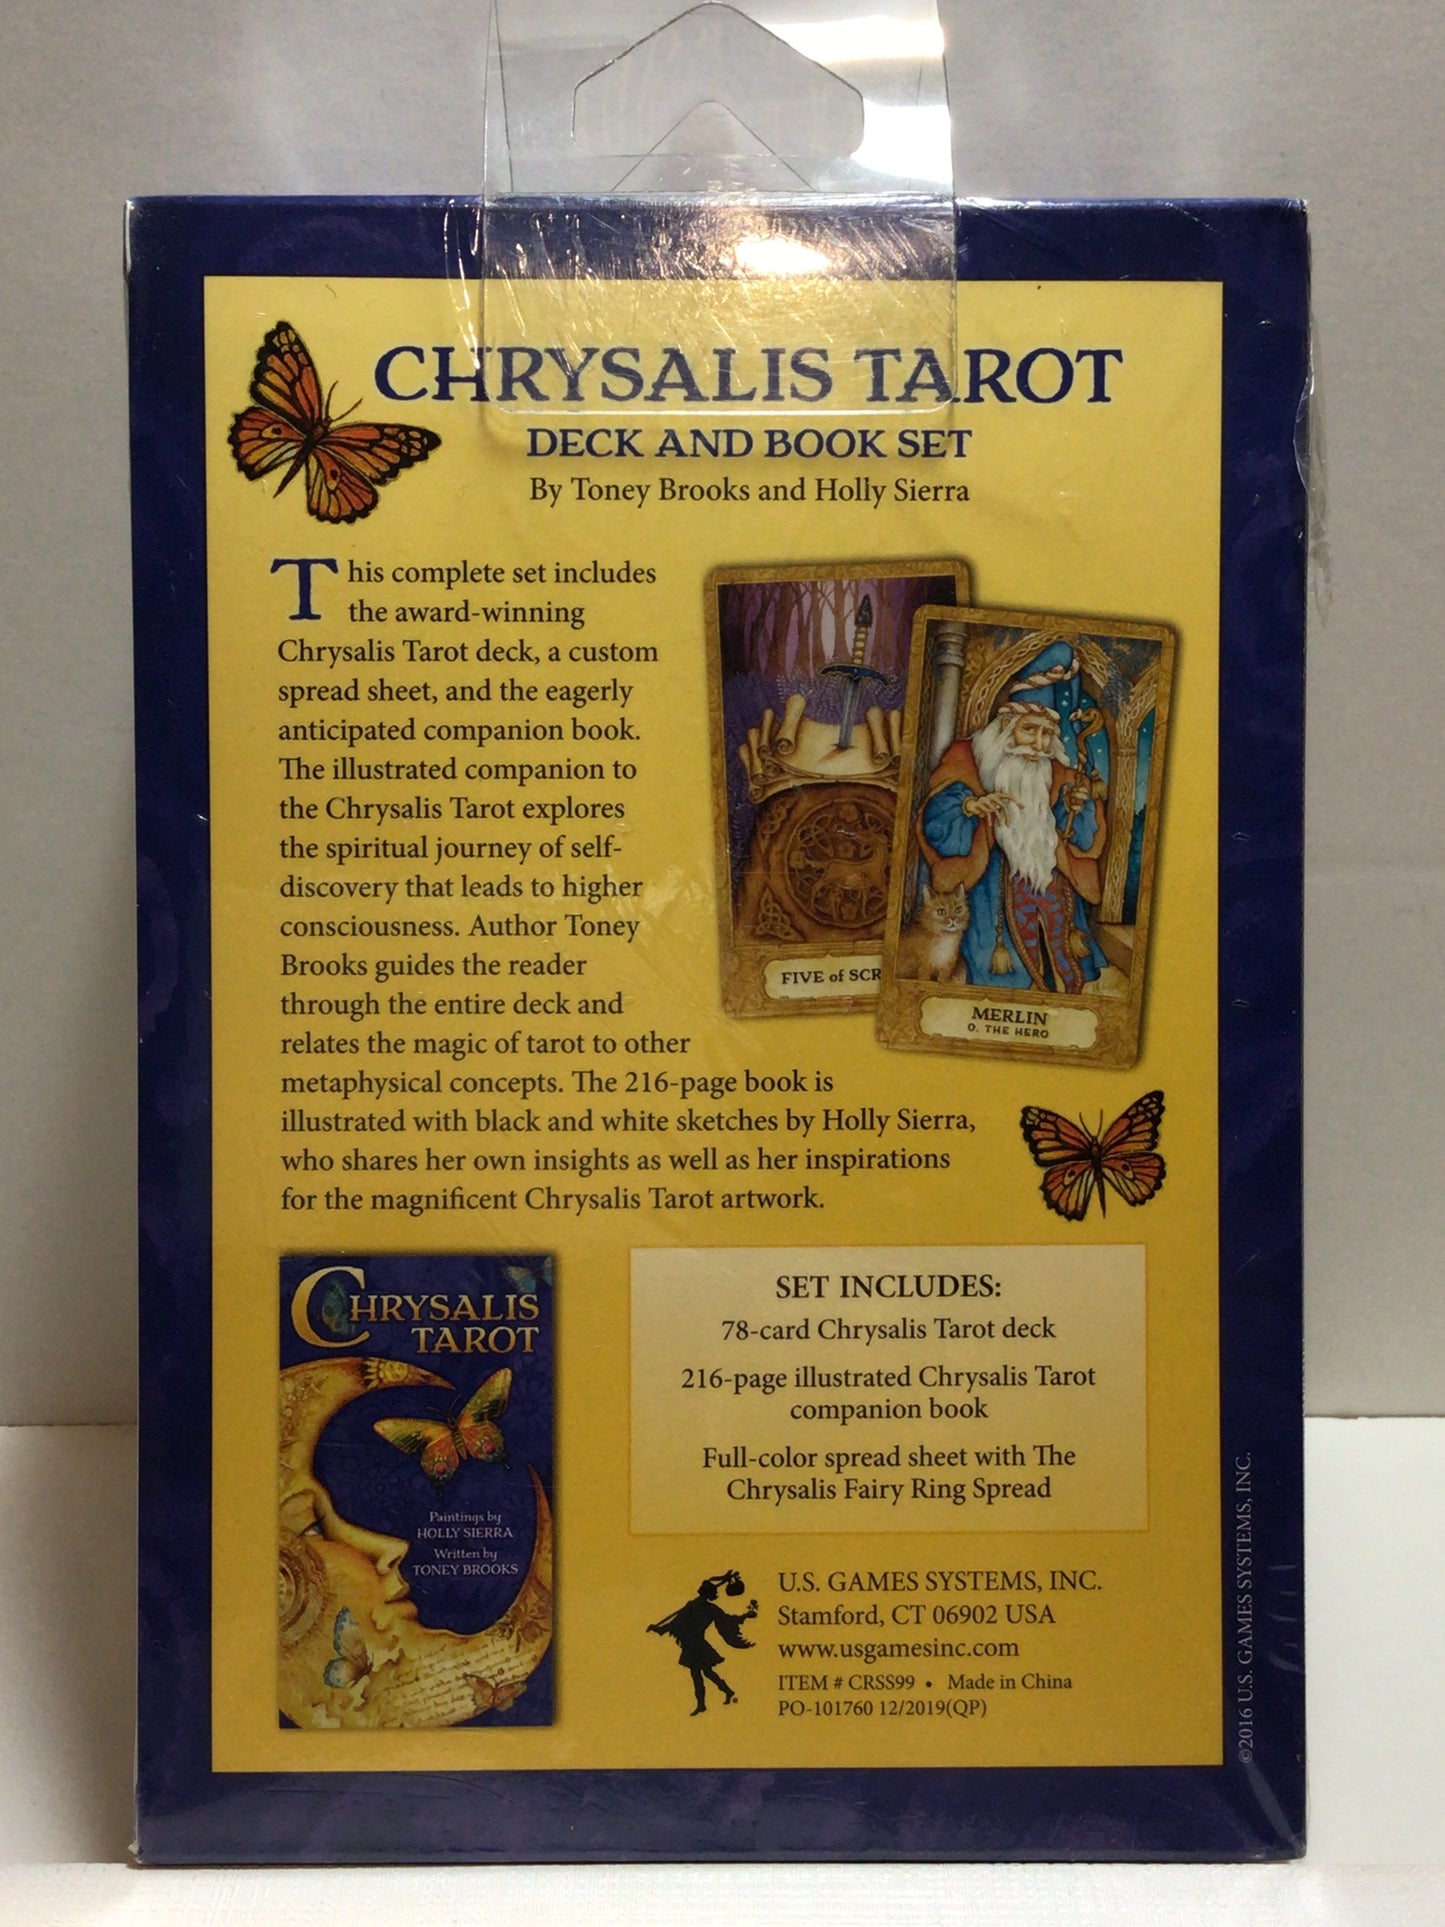 CHRYSALIS TAROT
DECK AND BOOK SET
By Toney Brooks and Holly Sierra
This complete set includes
the award-winning
Chrysalis Tarot deck, a custom
spread sheet, and the eagerly
anticipated companion book.
The illustrated companion to
the Chrysalis Tarot explores
the spiritual journey of self-
discovery that leads to higher
consciousness. Author Toney
Brooks guides the reader
through the entire deck and
relates the magic of tarot to other
metaphysical concepts. The 216-page book is
illustrated with black and white sketches by Holly Sierra,
who shares her own insights as well as her inspirations
for the magnificent Chrysalis Tarot artwork.
FIVE of SCR
MERLIN
0. THE HERO
CHRYSALIS
TAROT
Paintings by
HOLLY SIERRA
Written by
TONEY BROOKS
SET INCLUDES:
78-card Chrysalis Tarot deck
216-page illustrated Chrysalis Tarot
companion book
Full-color spread sheet with The
Chrysalis Fairy Ring Spread
U.S. GAMES SYSTEMS, INC.
Stamford, CT 06902 USA
www.usgamesinc.com
ITEM # CRSS99 • Made in China
PO-101760 12/2019(QP)
©2016 U.S. GAMES SYSTEMS, INC.